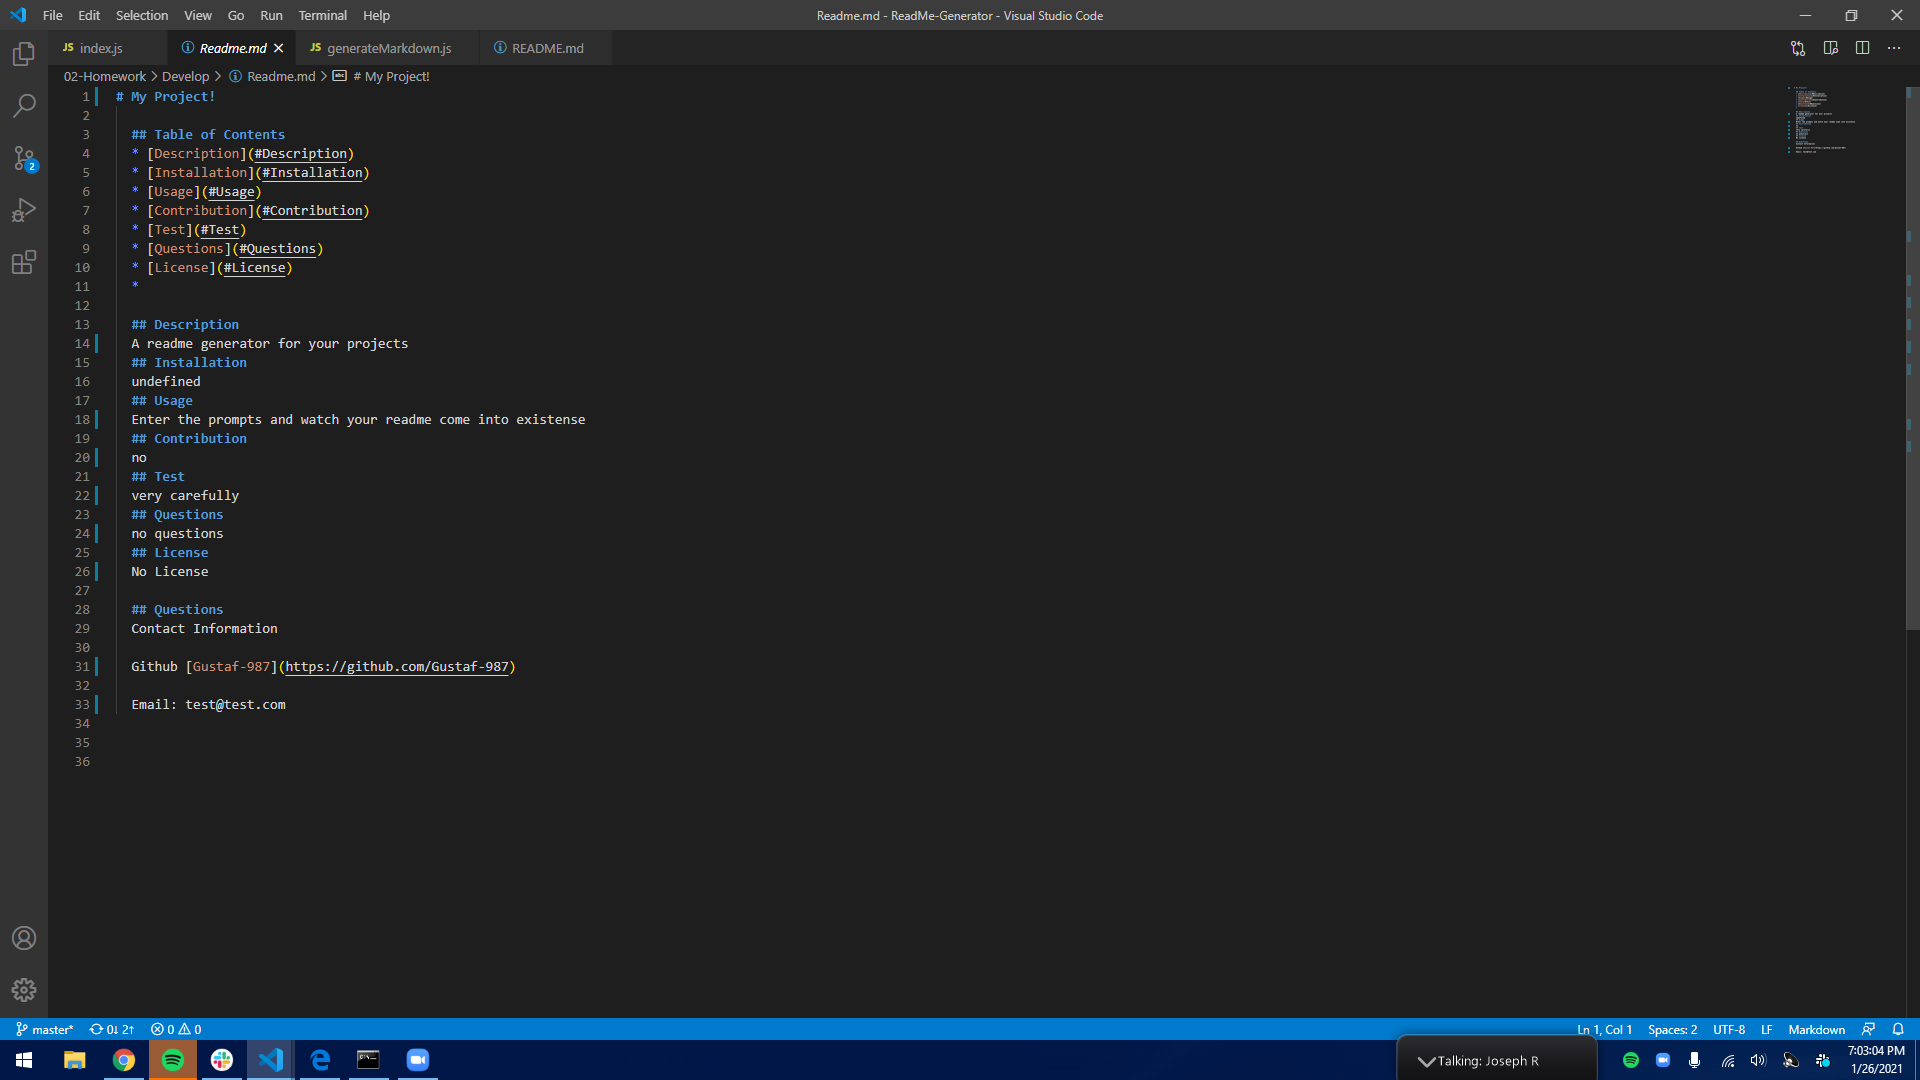 File Edit Selection View Go Run Terminal Help
Readme.md - ReadMe-Generator - Visual Studio Code
JS index.js
Readme.md
JS generateMarkdown.js
README.md
02-Homework > Develop > Readme.md > abc # My Project!
1 # My Project!
2
3 ## Table of Contents
4 * [Description](#Description)
5 * [Installation](#Installation)
6 * [Usage](#Usage)
7 * [Contribution](#Contribution)
8 * [Test](#Test)
9 * [Questions](#Questions)
10 * [License](#License)
11 *
12
13 ## Description
14 A readme generator for your projects
15 ## Installation
16 undefined
17 ## Usage
18 Enter the prompts and watch your readme come into existense
19 ## Contribution
20 no
21 ## Test
22 very carefully
23 ## Questions
24 no questions
25 ## License
26 No License
27
28 ## Questions
29 Contact Information
30
31 Github [Gustaf-987](https://github.com/Gustaf-987)
32
33 Email: test@test.com
34
35
36
2
master* 0↓ 2↑ 0 0
Ln 1, Col 1 Spaces: 2 UTF-8 LF Markdown
Talking: Joseph R
7:03:04 PM
1/26/2021